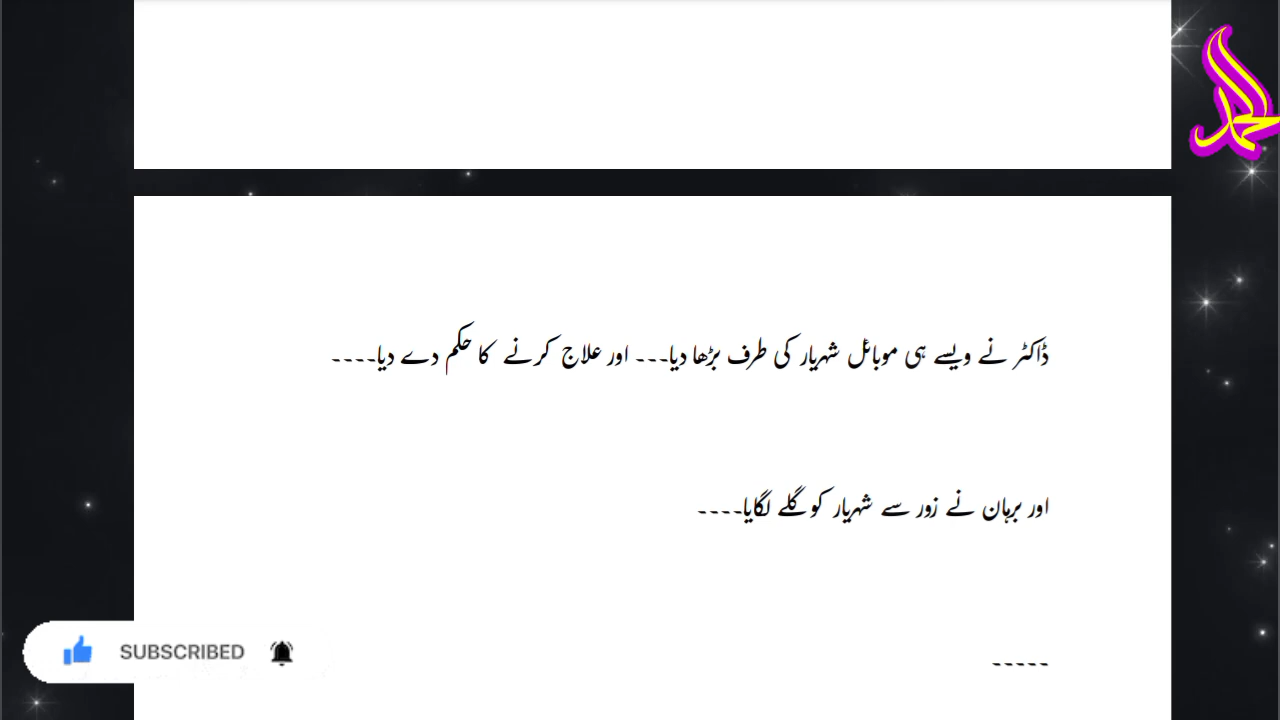 الحمد
ڈاکٹر نے ویسے ہی موبائل شہریار کی طرف بڑھا دیا۔۔۔ اور علاج کرنے کا حکم دے دیا۔۔۔۔
اور برہان نے زور سے شہریار کو گلے لگایا۔۔۔۔
۔۔۔۔۔
SUBSCRIBED